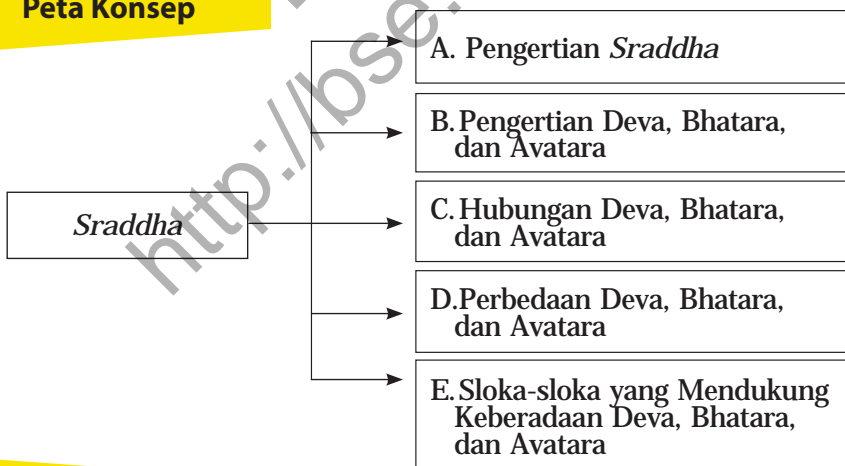 Peta Konsep
A. Pengertian Sraddha
B. Pengertian Deva, Bhatara,
dan Avatara
Sraddha
C. Hubungan Deva, Bhatara,
dan Avatara
D.Perbedaan Deva, Bhatara,
dan Avatara
E. Sloka-sloka yang Mendukung
Keberadaan Deva, Bhatara,
dan Avatara
http://bse.